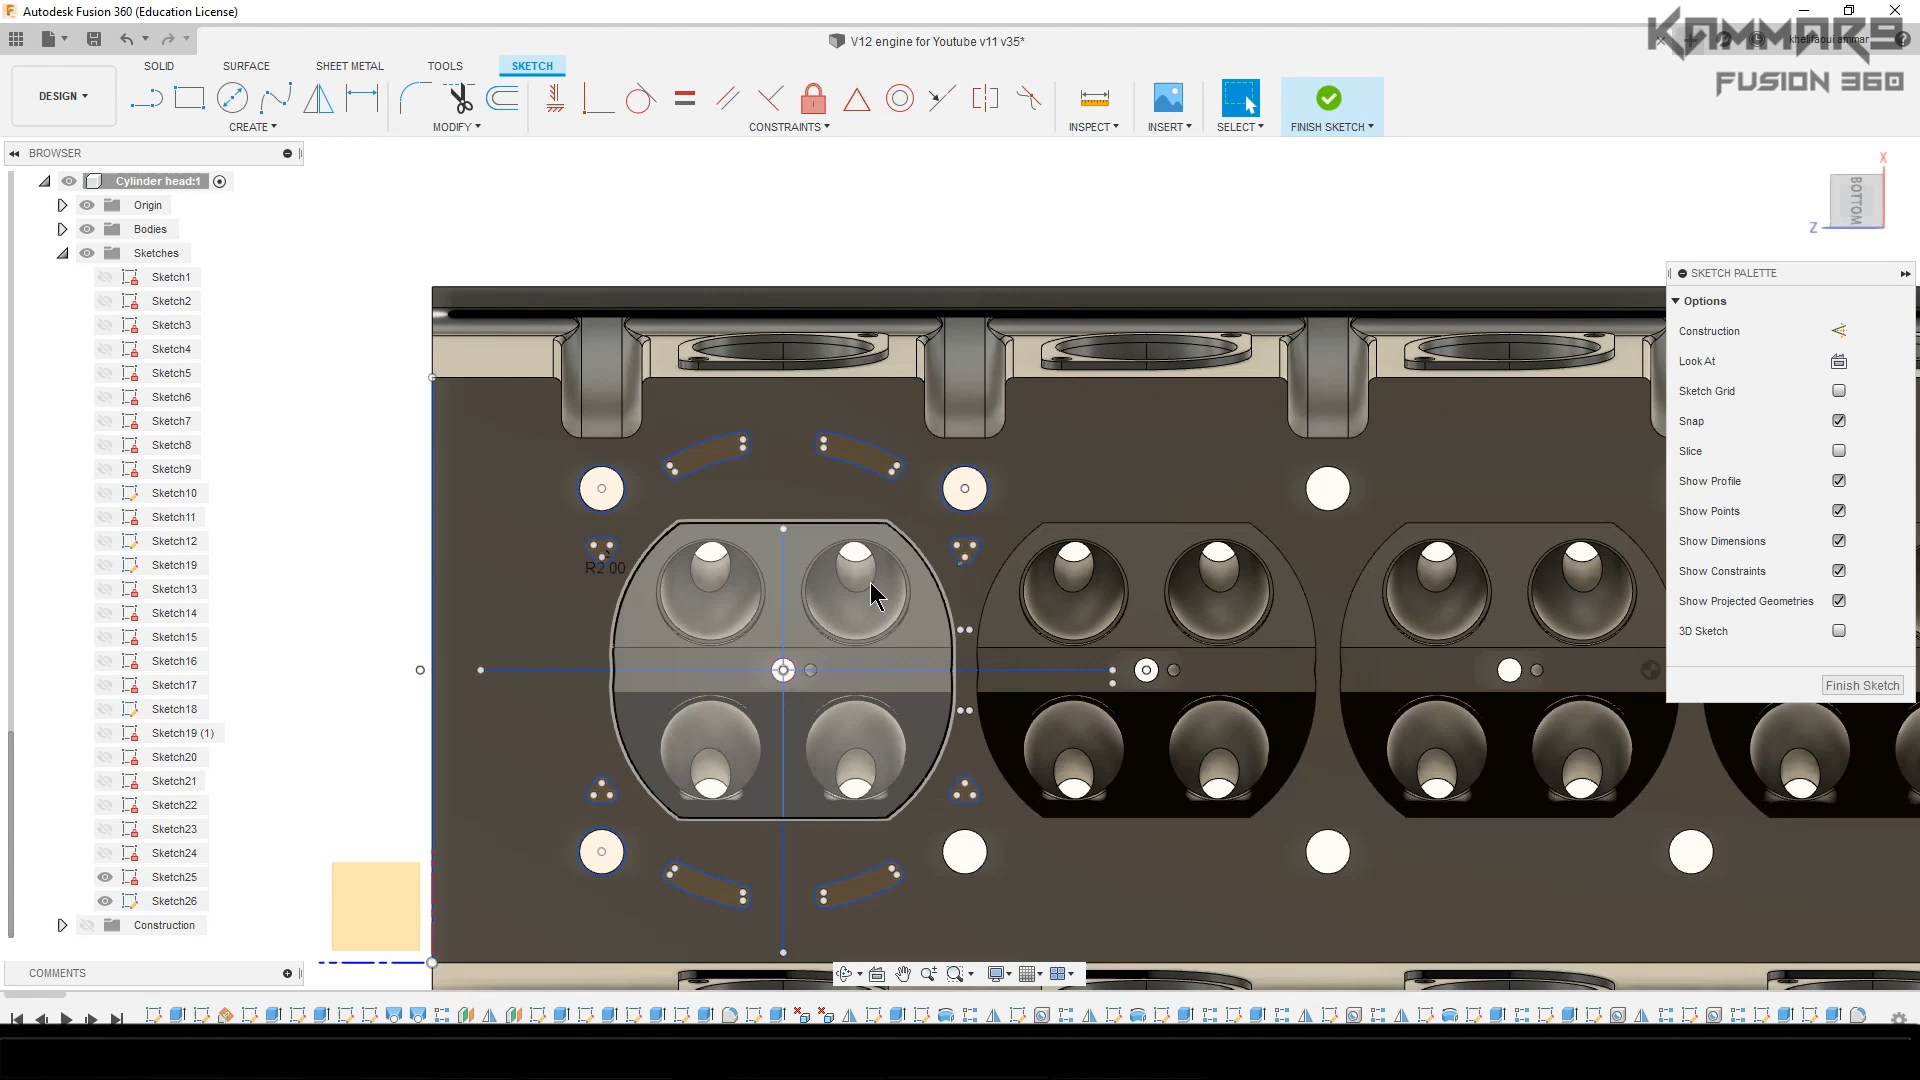 Autodesk Fusion 360 (Education License)
V12 engine for Youtube v11 v35*
khelifaoui ammar
KAMMAR9
FUSION 360
SOLID
SURFACE
SHEET METAL
TOOLS
SKETCH
DESIGN
CREATE
MODIFY
CONSTRAINTS
INSPECT
INSERT
SELECT
FINISH SKETCH
BROWSER
Cylinder head:1
Origin
Bodies
Sketches
Sketch1
Sketch2
Sketch3
Sketch4
Sketch5
Sketch6
Sketch7
Sketch8
Sketch9
Sketch10
Sketch11
Sketch12
Sketch19
Sketch13
Sketch14
Sketch15
Sketch16
Sketch17
Sketch18
Sketch19 (1)
Sketch20
Sketch21
Sketch22
Sketch23
Sketch24
Sketch25
Sketch26
Construction
COMMENTS
R2.00
X
BOTTOM
Z
SKETCH PALETTE
Options
Construction
Look At
Sketch Grid
Snap
Slice
Show Profile
Show Points
Show Dimensions
Show Constraints
Show Projected Geometries
3D Sketch
Finish Sketch